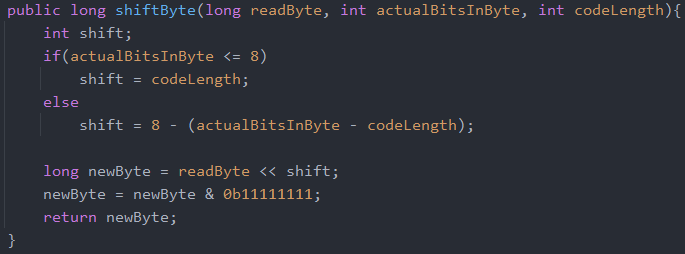 public long shiftByte(long readByte, int actualBitsInByte, int codeLength){
    int shift;
    if(actualBitsInByte <= 8)
        shift = codeLength;
    else
        shift = 8 - (actualBitsInByte - codeLength);

    long newByte = readByte << shift;
    newByte = newByte & 0b11111111;
    return newByte;
}